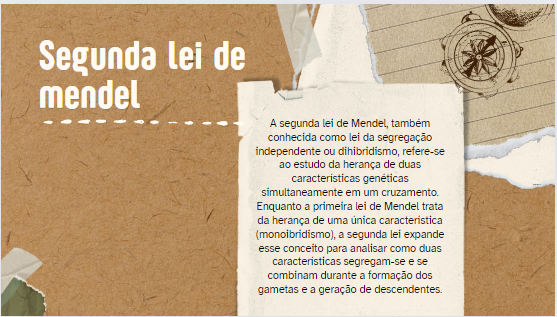 Segunda lei de
mendel
A segunda lei de Mendel, também
conhecida como lei da segregação
independente ou dihibridismo, refere-se
ao estudo da herança de duas
características genéticas
simultaneamente em um cruzamento.
Enquanto a primeira lei de Mendel trata
da herança de uma única característica
(monoibridismo), a segunda lei expande
esse conceito para analisar como duas
características segregam-se e se
combinam durante a formação dos
gametas e a geração de descendentes.